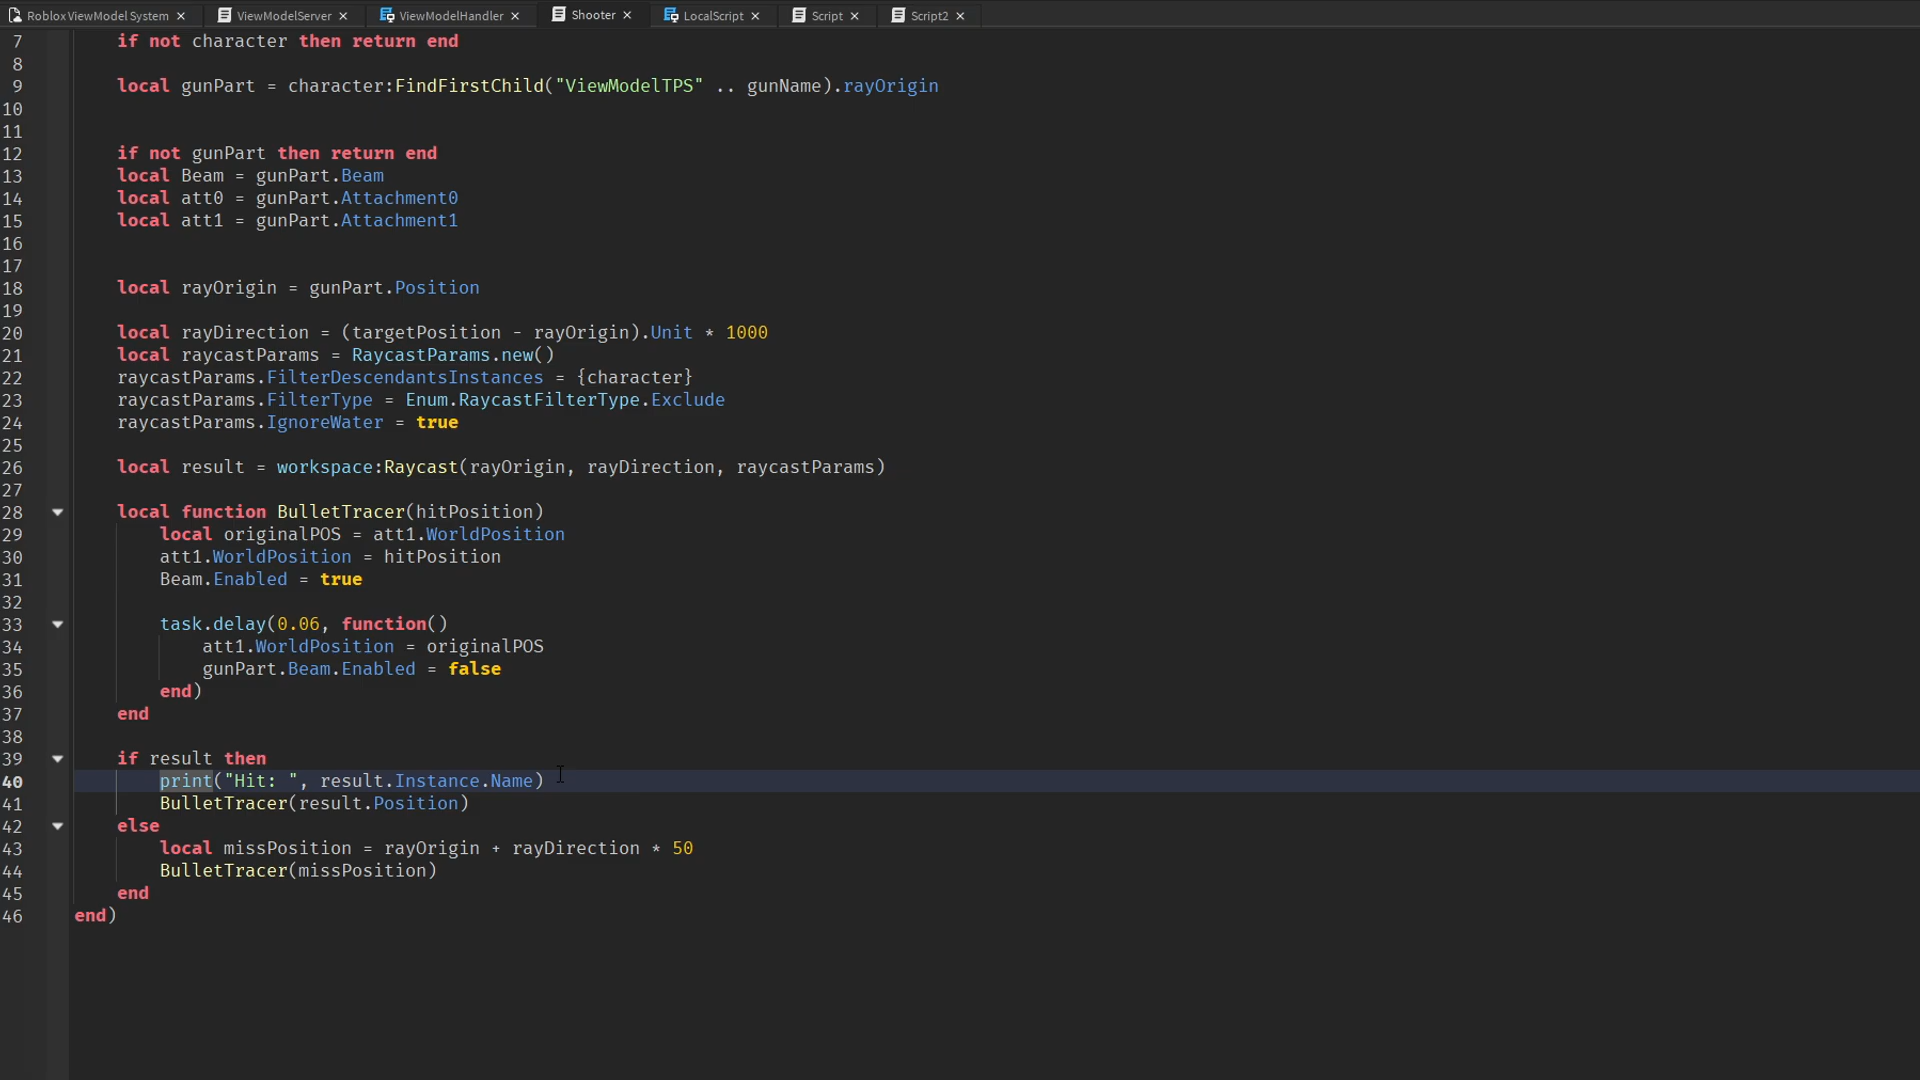 Roblox ViewModel System × ViewModelServer × ViewModelHandler × Shooter × LocalScript × Script × Script2 ×
7 if not character then return end
8
9 local gunPart = character:FindFirstChild("ViewModelTPS" .. gunName).rayOrigin
10
11
12 if not gunPart then return end
13 local Beam = gunPart.Beam
14 local att0 = gunPart.Attachment0
15 local att1 = gunPart.Attachment1
16
17
18 local rayOrigin = gunPart.Position
19
20 local rayDirection = (targetPosition - rayOrigin).Unit * 1000
21 local raycastParams = RaycastParams.new()
22 raycastParams.FilterDescendantsInstances = {character}
23 raycastParams.FilterType = Enum.RaycastFilterType.Exclude
24 raycastParams.IgnoreWater = true
25
26 local result = workspace:Raycast(rayOrigin, rayDirection, raycastParams)
27
28 local function BulletTracer(hitPosition)
29 local originalPOS = att1.WorldPosition
30 att1.WorldPosition = hitPosition
31 Beam.Enabled = true
32
33 task.delay(0.06, function()
34 att1.WorldPosition = originalPOS
35 gunPart.Beam.Enabled = false
36 end)
37 end
38
39 if result then
40 print("Hit: ", result.Instance.Name)
41 BulletTracer(result.Position)
42 else
43 local missPosition = rayOrigin + rayDirection * 50
44 BulletTracer(missPosition)
45 end
46 end)